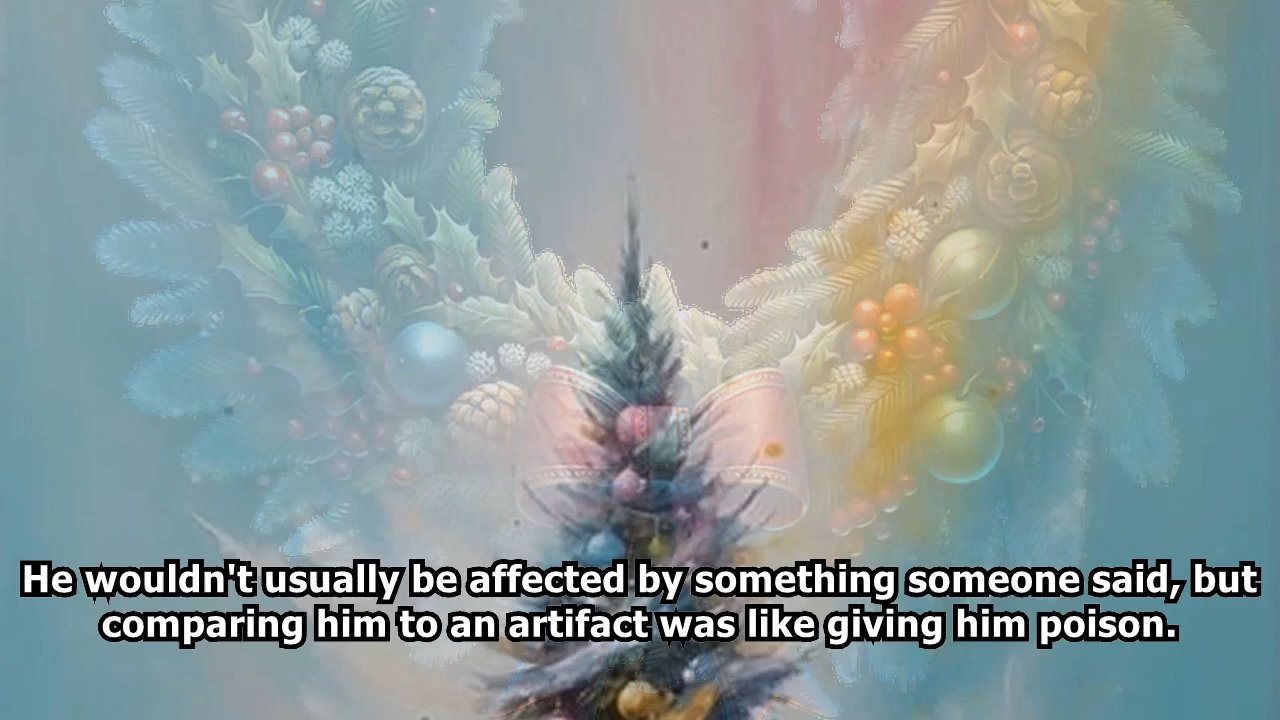 He wouldn't usually be affected by something someone said, but
comparing him to an artifact was like giving him poison.